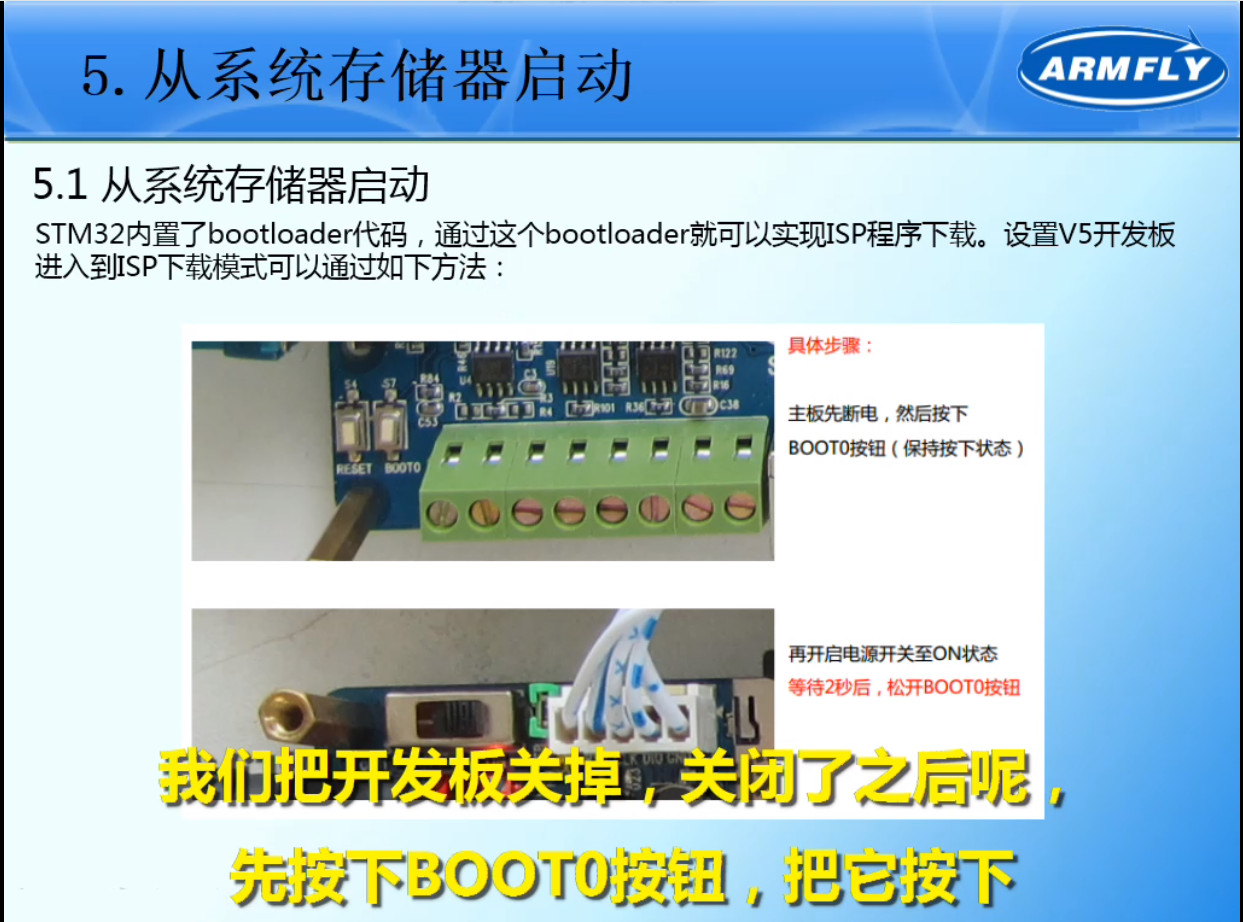 5. 从系统存储器启动
ARMFLY
5.1 从系统存储器启动
STM32内置了bootloader代码，通过这个bootloader就可以实现ISP程序下载。设置V5开发板
进入到ISP下载模式可以通过如下方法：
具体步骤：
主板先断电，然后按下
BOOT0按钮（保持按下状态）
S4 S7 R84
C53
R2
U4
R3
R4
U19
R101
R36
R122
R69
R16
C38
RESET BOOT0
再开启电源开关至ON状态
等待2秒后，松开BOOT0按钮
DIO
我们把开发板关掉，关闭了之后呢，
先按下BOOT0按钮，把它按下